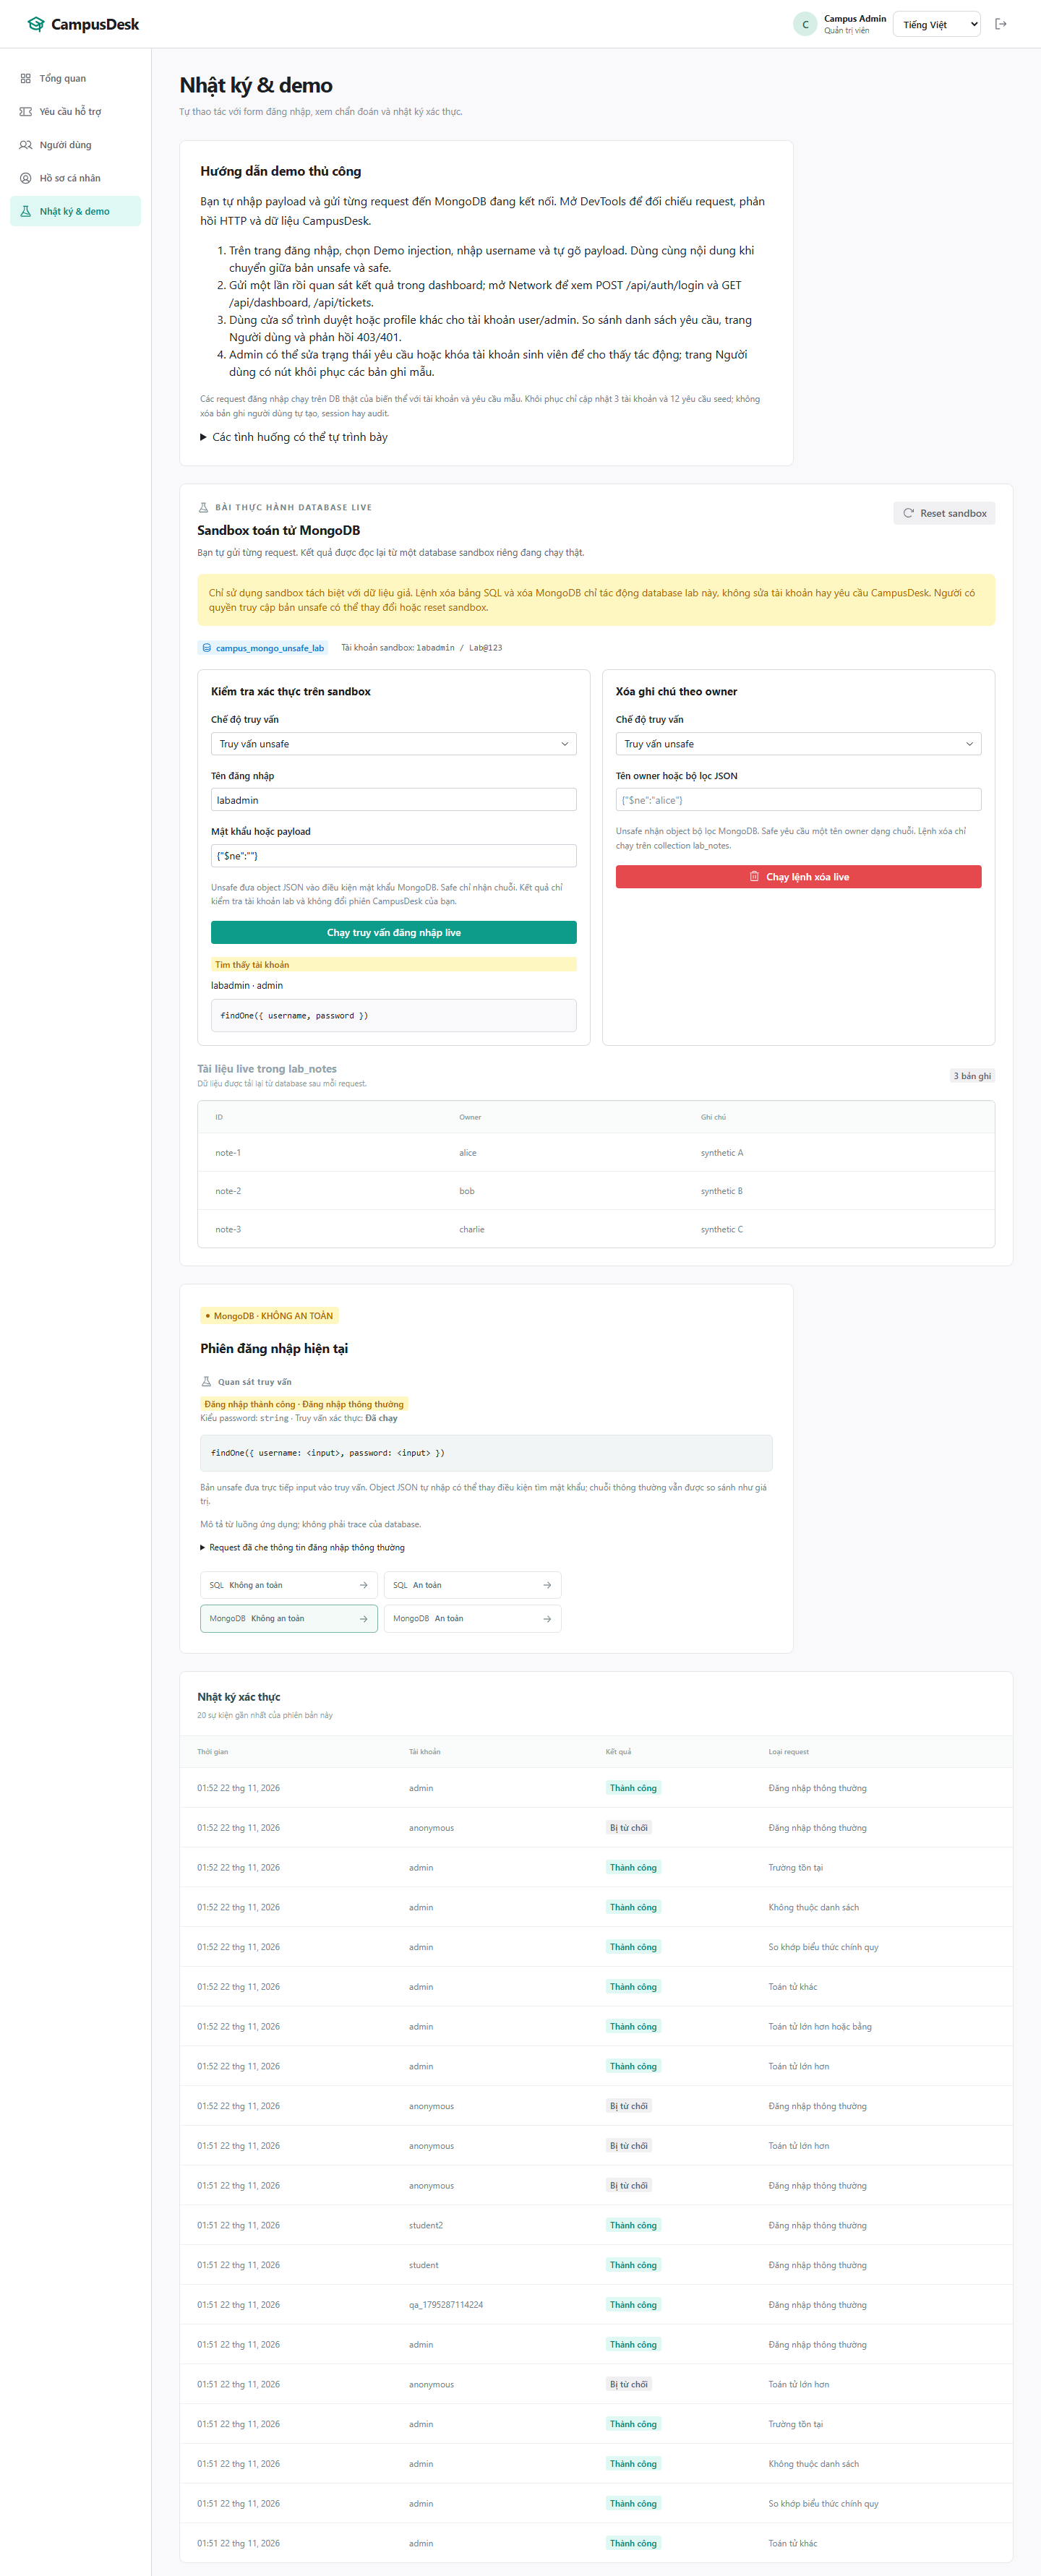 CampusDesk
C
Campus Admin
Quản trị viên
Tiếng Việt
Tổng quan
Yêu cầu hỗ trợ
Người dùng
Hồ sơ cá nhân
Nhật ký & demo
Nhật ký & demo
Tự thao tác với form đăng nhập, xem chẩn đoán và nhật ký xác thực.
Hướng dẫn demo thủ công
Bạn tự nhập payload và gửi từng request đến MongoDB đang kết nối. Mở DevTools để đối chiếu request, phản
hồi HTTP và dữ liệu CampusDesk.
1. Trên trang đăng nhập, chọn Demo injection, nhập username và tự gõ payload. Dùng cùng nội dung khi
chuyển giữa bản unsafe và safe.
2. Gửi một lần rồi quan sát kết quả trong dashboard; mở Network để xem POST /api/auth/login và GET
/api/dashboard, /api/tickets.
3. Dùng cửa sổ trình duyệt hoặc profile khác cho tài khoản user/admin. So sánh danh sách yêu cầu, trang
Người dùng và phản hồi 403/401.
4. Admin có thể sửa trạng thái yêu cầu hoặc khóa tài khoản sinh viên để cho thấy tác động; trang Người
dùng có nút khôi phục các bản ghi mẫu.
Các request đăng nhập chạy trên DB thật của biến thể với tài khoản và yêu cầu mẫu. Khôi phục chỉ cập nhật 3 tài khoản và 12 yêu cầu seed; không
xóa bản ghi người dùng tự tạo, session hay audit.
Các tình huống có thể tự trình bày
BÀI THỰC HÀNH DATABASE LIVE
Sandbox toán tử MongoDB
Bạn tự gửi từng request. Kết quả được đọc lại từ một database sandbox riêng đang chạy thật.
Reset sandbox
Chỉ sử dụng sandbox tách biệt với dữ liệu giả. Lệnh xóa bảng SQL và xóa MongoDB chỉ tác động database lab này, không sửa tài khoản hay yêu cầu CampusDesk. Người có
quyền truy cập bản unsafe có thể thay đổi hoặc reset sandbox.
campus_mongo_unsafe_lab
Tài khoản sandbox: labadmin / Lab@123
Kiểm tra xác thực trên sandbox
Chế độ truy vấn
Truy vấn unsafe
Tên đăng nhập
labadmin
Mật khẩu hoặc payload
{"$ne":""}
Unsafe đưa object JSON vào điều kiện mật khẩu MongoDB. Safe chỉ nhận chuỗi. Kết quả chỉ
kiểm tra tài khoản lab và không đổi phiên CampusDesk của bạn.
Chạy truy vấn đăng nhập live
Tìm thấy tài khoản
labadmin · admin
findOne({ username, password })
Xóa ghi chú theo owner
Chế độ truy vấn
Truy vấn unsafe
Tên owner hoặc bộ lọc JSON
{"$ne":"alice"}
Unsafe nhận object bộ lọc MongoDB. Safe yêu cầu một tên owner dạng chuỗi. Lệnh xóa chỉ
chạy trên collection lab_notes.
Chạy lệnh xóa live
Tài liệu live trong lab_notes
Dữ liệu được tải lại từ database sau mỗi request.
3 bản ghi
ID Owner Ghi chú
note-1 alice synthetic A
note-2 bob synthetic B
note-3 charlie synthetic C
MongoDB · KHÔNG AN TOÀN
Phiên đăng nhập hiện tại
Quan sát truy vấn
Đăng nhập thành công · Đăng nhập thông thường
Kiểu password: string · Truy vấn xác thực: Đã chạy
findOne({ username: <input>, password: <input> })
Bản unsafe đưa trực tiếp input vào truy vấn. Object JSON tự nhập có thể thay điều kiện tìm mật khẩu; chuỗi thông thường vẫn được so sánh như giá
trị.
Mô tả từ luồng ứng dụng; không phải trace của database.
Request đã che thông tin đăng nhập thông thường
SQL Không an toàn
SQL An toàn
MongoDB Không an toàn
MongoDB An toàn
Nhật ký xác thực
20 sự kiện gần nhất của phiên bản này
Thời gian Tài khoản Kết quả Loại request
01:52 22 thg 11, 2026 admin Thành công Đăng nhập thông thường
01:52 22 thg 11, 2026 anonymous Bị từ chối Đăng nhập thông thường
01:52 22 thg 11, 2026 admin Thành công Trường tồn tại
01:52 22 thg 11, 2026 admin Thành công Không thuộc danh sách
01:52 22 thg 11, 2026 admin Thành công So khớp biểu thức chính quy
01:52 22 thg 11, 2026 admin Thành công Toán tử khác
01:52 22 thg 11, 2026 admin Thành công Toán tử lớn hơn hoặc bằng
01:52 22 thg 11, 2026 admin Thành công Toán tử lớn hơn
01:52 22 thg 11, 2026 anonymous Bị từ chối Đăng nhập thông thường
01:51 22 thg 11, 2026 anonymous Bị từ chối Toán tử lớn hơn
01:51 22 thg 11, 2026 anonymous Bị từ chối Đăng nhập thông thường
01:51 22 thg 11, 2026 student2 Thành công Đăng nhập thông thường
01:51 22 thg 11, 2026 student Thành công Đăng nhập thông thường
01:51 22 thg 11, 2026 qa_1795287114224 Thành công Đăng nhập thông thường
01:51 22 thg 11, 2026 admin Thành công Đăng nhập thông thường
01:51 22 thg 11, 2026 anonymous Bị từ chối Toán tử lớn hơn
01:51 22 thg 11, 2026 admin Thành công Trường tồn tại
01:51 22 thg 11, 2026 admin Thành công Không thuộc danh sách
01:51 22 thg 11, 2026 admin Thành công So khớp biểu thức chính quy
01:51 22 thg 11, 2026 admin Thành công Toán tử khác